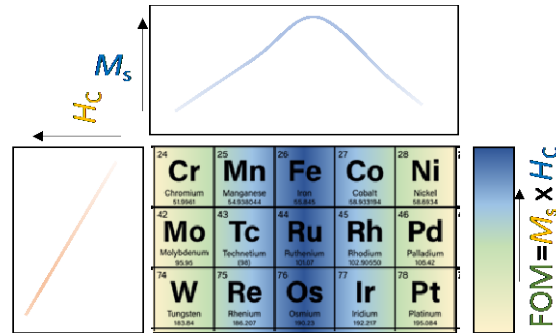 Ms
Hc
24 25 26 27 28
Cr Mn Fe Co Ni
Chromium Manganese Iron Cobalt Nickel
51.9961 54.938044 55.845 58.933194 58.6934
42 43 44 45 46
Mo Tc Ru Rh Pd
Molybdenum Technetium Ruthenium Rhodium Palladium
95.95 (98) 101.07 102.90550 106.42
74 75 76 77 78
W Re Os Ir Pt
Tungsten Rhenium Osmium Iridium Platinum
183.84 186.207 190.23 192.217 195.084
FOM=Ms x Hc